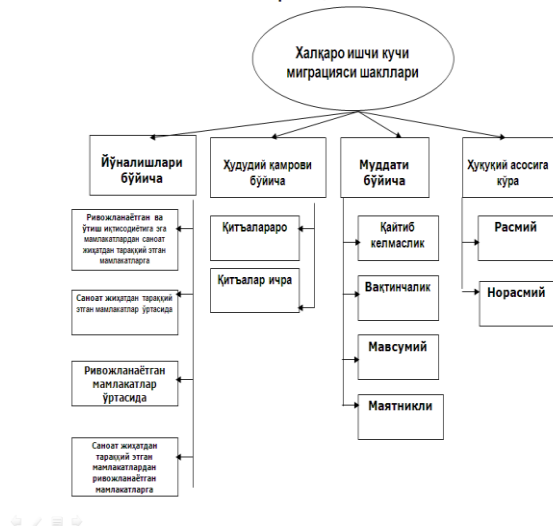 Халқаро ишчи кучи
миграцияси шакллари
Йўналишлари
бўйича
Ҳудудий қамрови
бўйича
Муддати
бўйича
Ҳуқуқий асосига
кўра
Ривожланаётган ва
ўтиш иқтисодиётига эга
мамлакатлардан саноат
жиҳатдан тараққий этган
мамлакатларга
Саноат жиҳатдан тараққий
этган мамлакатлар ўртасида
Ривожланаётган
мамлакатлар
ўртасида
Саноат жиҳатдан
тараққий этган
мамлакатлардан
ривожланаётган
мамлакатларга
Қитъалараро
Қитъалар ичра
Қайтиб
келмаслик
Вақтинчалик
Мавсумий
Маятникли
Расмий
Норасмий